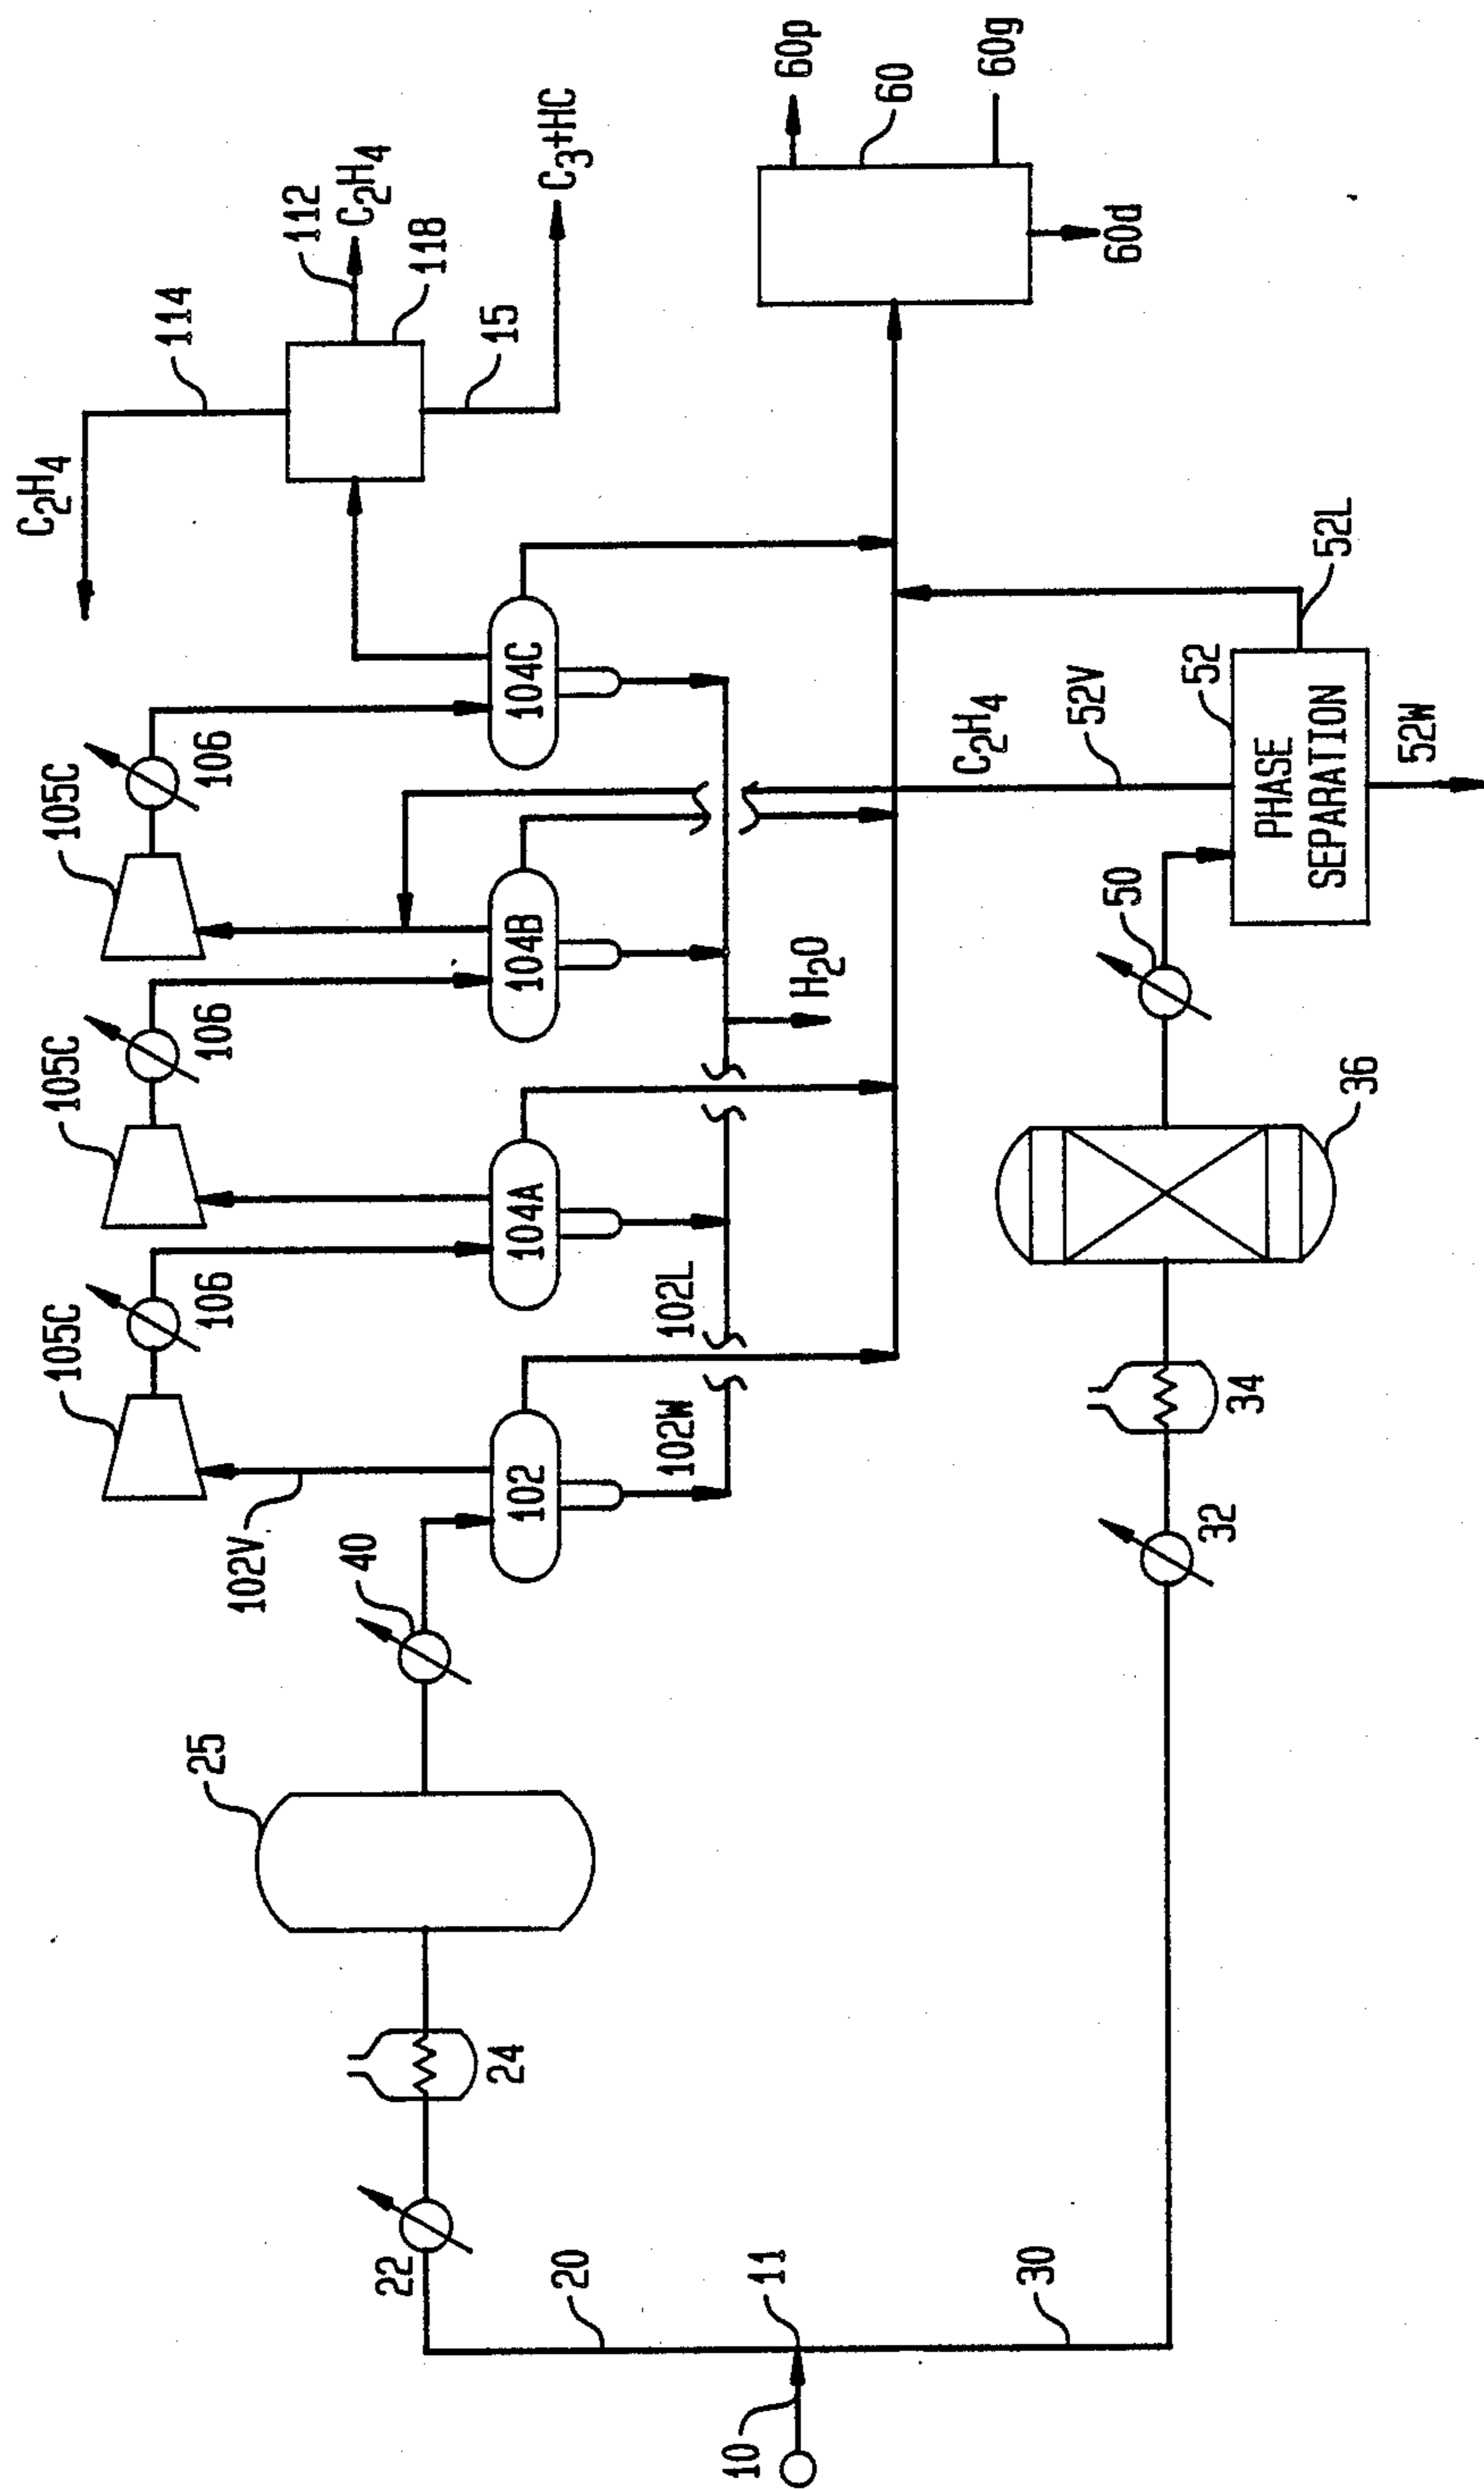 C₂H₄
105C
105C
105C
114
106
106
106
25
102V
112
40
C₂H₄
22
118
24
15
102
104A
104B
104C
C₃+HC
20
102W
102L
10
11
60p
H₂O
60
C₂H₄
60g
30
52V
60d
50
52
32
34
PHASE
SEPARATION
52L
36
52W